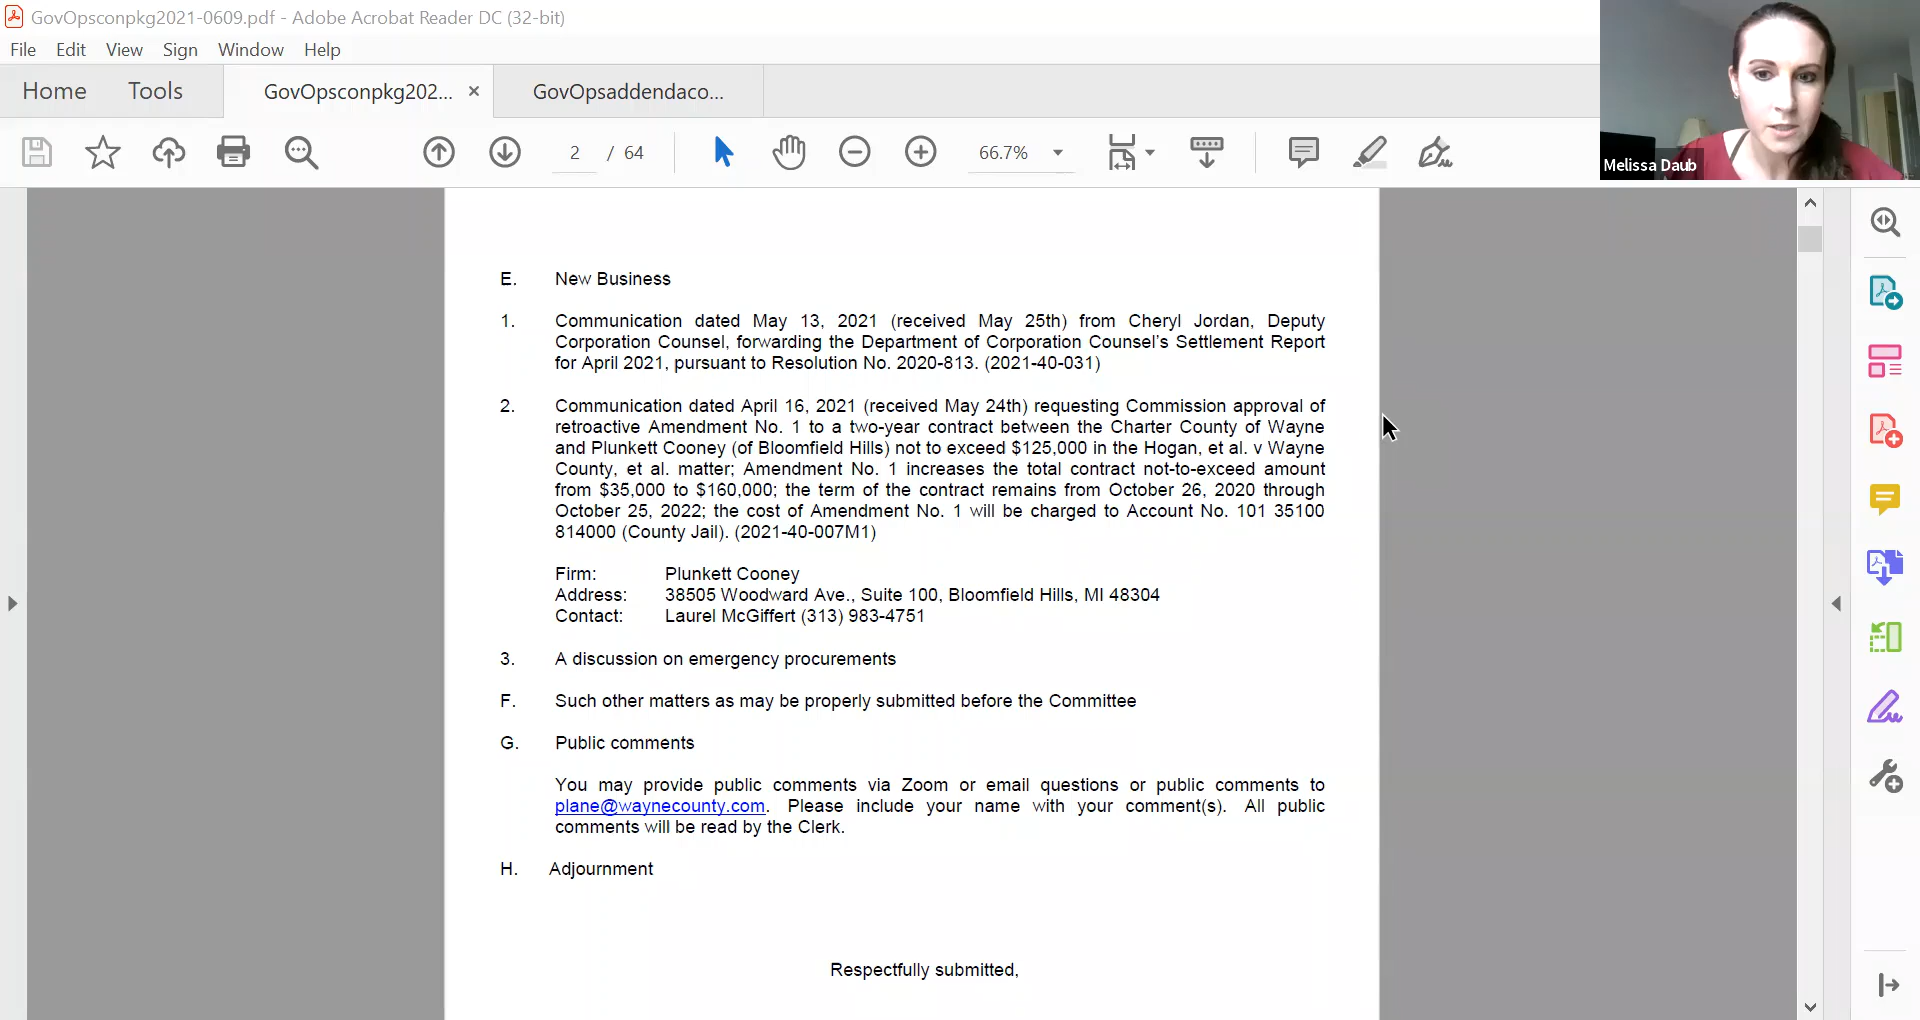 GovOpsconpkg2021-0609.pdf - Adobe Acrobat Reader DC (32-bit)
File Edit View Sign Window Help
Home Tools GovOpsconpkg202... × GovOpsaddendaco...
2 / 64 66.7%
Melissa Daub
E. New Business
1. Communication dated May 13, 2021 (received May 25th) from Cheryl Jordan, Deputy
Corporation Counsel, forwarding the Department of Corporation Counsel's Settlement Report
for April 2021, pursuant to Resolution No. 2020-813. (2021-40-031)
2. Communication dated April 16, 2021 (received May 24th) requesting Commission approval of
retroactive Amendment No. 1 to a two-year contract between the Charter County of Wayne
and Plunkett Cooney (of Bloomfield Hills) not to exceed $125,000 in the Hogan, et al. v Wayne
County, et al. matter; Amendment No. 1 increases the total contract not-to-exceed amount
from $35,000 to $160,000; the term of the contract remains from October 26, 2020 through
October 25, 2022; the cost of Amendment No. 1 will be charged to Account No. 101 35100
814000 (County Jail). (2021-40-007M1)
Firm: Plunkett Cooney
Address: 38505 Woodward Ave., Suite 100, Bloomfield Hills, MI 48304
Contact: Laurel McGiffert (313) 983-4751
3. A discussion on emergency procurements
F. Such other matters as may be properly submitted before the Committee
G. Public comments
You may provide public comments via Zoom or email questions or public comments to
plane@waynecounty.com. Please include your name with your comment(s). All public
comments will be read by the Clerk.
H. Adjournment
Respectfully submitted,